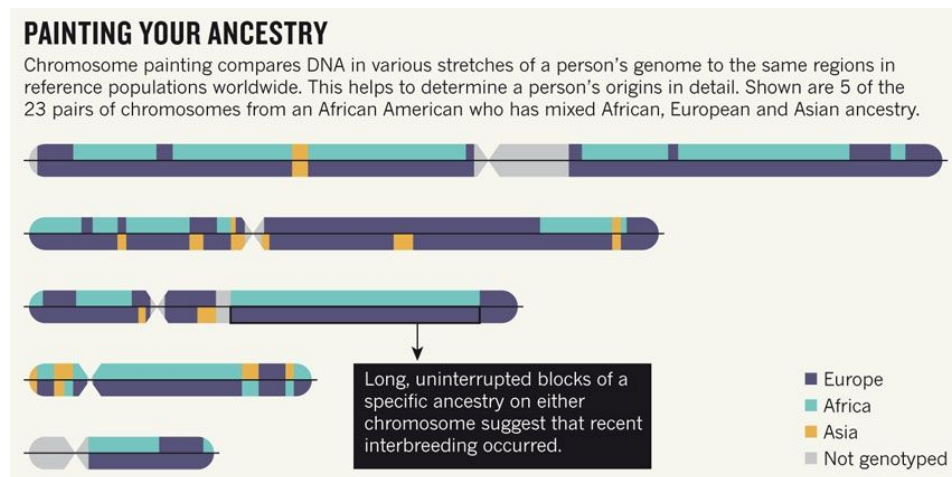 PAINTING YOUR ANCESTRY
Chromosome painting compares DNA in various stretches of a person’s genome to the same regions in
reference populations worldwide. This helps to determine a person’s origins in detail. Shown are 5 of the
23 pairs of chromosomes from an African American who has mixed African, European and Asian ancestry.
Long, uninterrupted blocks of a
specific ancestry on either
chromosome suggest that recent
interbreeding occurred.
Europe
Africa
Asia
Not genotyped